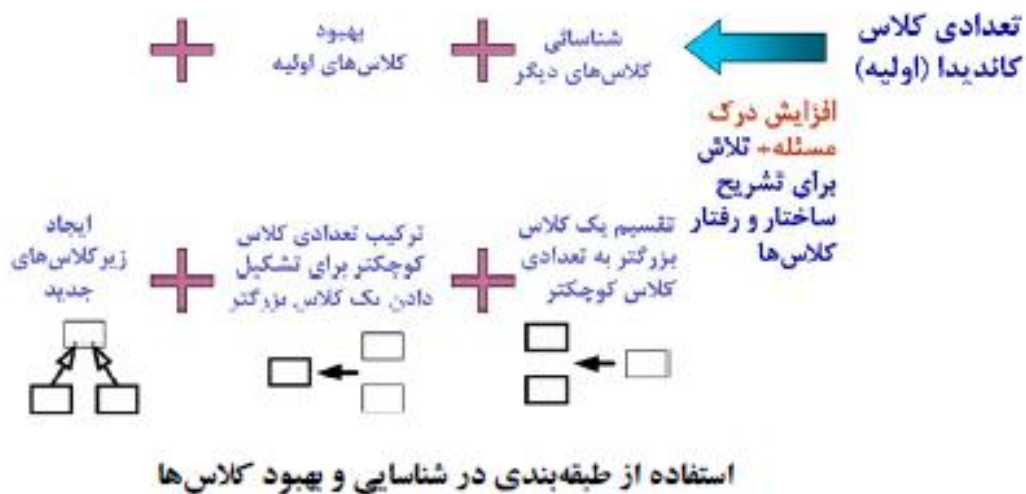 تعدادی کلاس
کاندیدا (اولیه)
شناسائی
کلاس‌های دیگر
بهبود
کلاس‌های اولیه
افزایش درک
مسئله+ تلاش
برای تشریح
ساختار و رفتار
کلاس‌ها
تقسیم یک کلاس
بزرگتر به تعدادی
کلاس کوچکتر
ترکیب تعدادی کلاس
کوچکتر برای تشکیل
دادن یک کلاس بزرگتر
ایجاد
زیرکلاس‌های
جدید
استفاده از طبقه‌بندی در شناسایی و بهبود کلاس‌ها